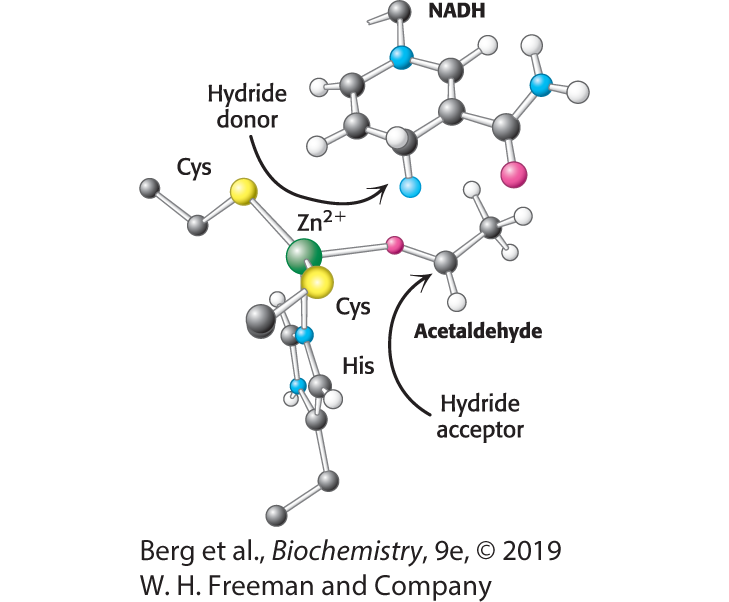 NADH
Hydride
donor
Cys
Zn2+
Cys
Acetaldehyde
His
Hydride
acceptor
Berg et al., Biochemistry, 9e, © 2019
W. H. Freeman and Company